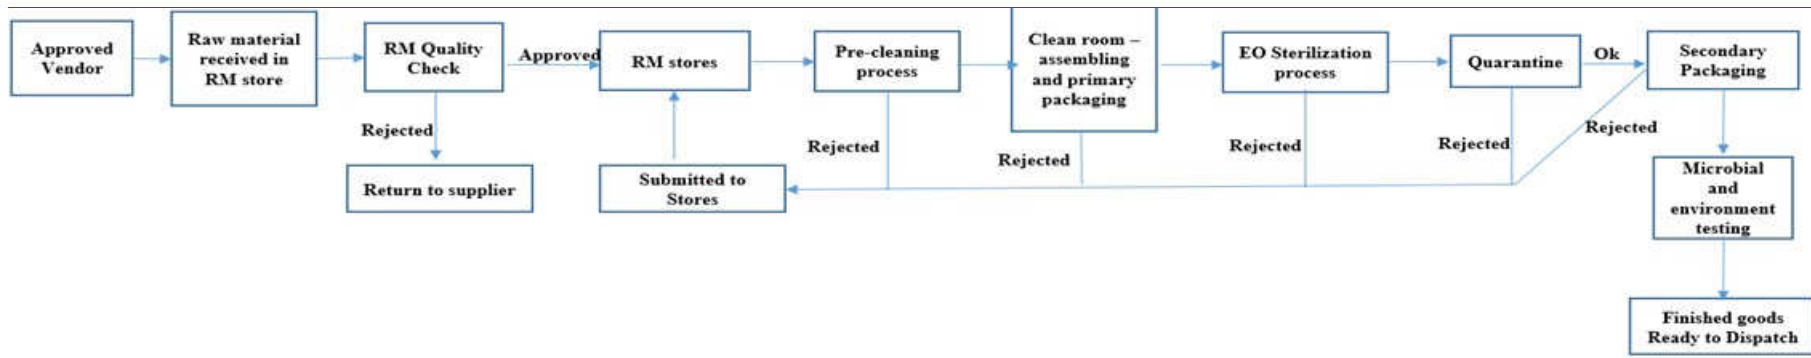 Approved
Vendor
Raw material
received in
RM store
RM Quality
Check
Approved
RM stores
Pre-cleaning
process
Clean room –
assembling
and primary
packaging
EO Sterilization
process
Quarantine
Ok
Secondary
Packaging
Rejected
Rejected
Rejected
Rejected
Rejected
Rejected
Return to supplier
Submitted to
Stores
Microbial
and
environment
testing
Finished goods
Ready to Dispatch